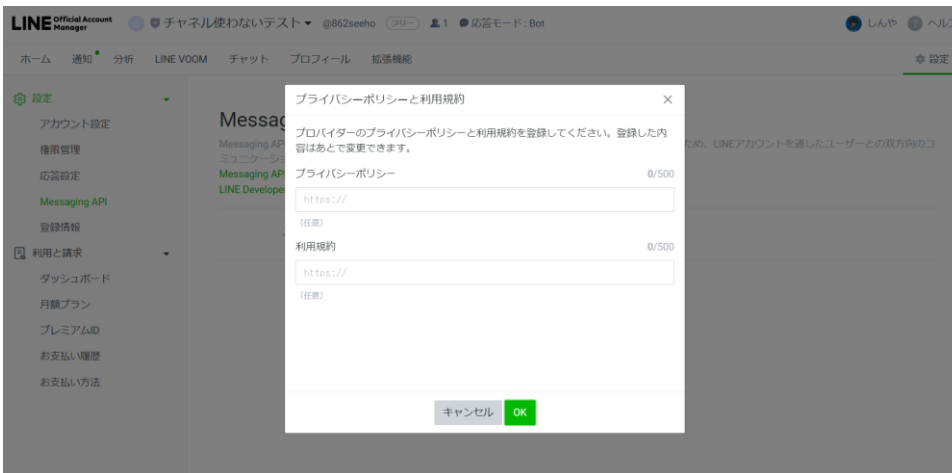 LINE Official Account Manager
チャネル使わないテスト @862seeho フリー 1 応答モード : Bot
しんや
ホーム 通知 分析 LINE VOOM チャット プロフィール 拡張機能 設定
設定
アカウント設定
権限管理
応答設定
Messaging API
登録情報
利用と請求
ダッシュボード
月額プラン
プレミアムID
お支払い履歴
お支払い方法
Messag
Messaging AP
ため、LINEアカウントを通したユーザーとの双方向のコ
ミュニケーショ
Messaging AP
LINE Develope
プライバシーポリシーと利用規約
プロバイダーのプライバシーポリシーと利用規約を登録してください。登録した内
容はあとで変更できます。
プライバシーポリシー 0/500
https://
(任意)
利用規約 0/500
https://
(任意)
キャンセル OK